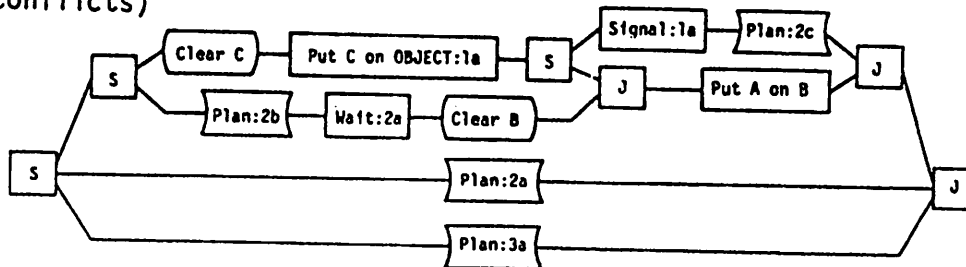 conflicts)
Clear C
Put C on OBJECT:1a
S
Signal:1a
Plan:2c
S
J
J
Plan:2b
Wait:2a
Clear B
Put A on B
S
Plan:2a
J
Plan:3a